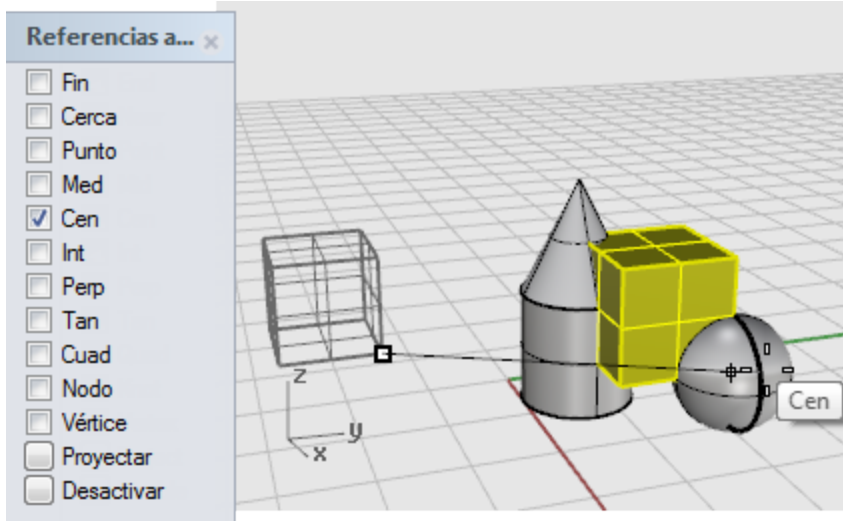 Referencias a...
Fin
Cerca
Punto
Med
Cen
Int
Perp
Tan
Cuad
Nodo
Vértice
Proyectar
Desactivar
z
y
x
Cen